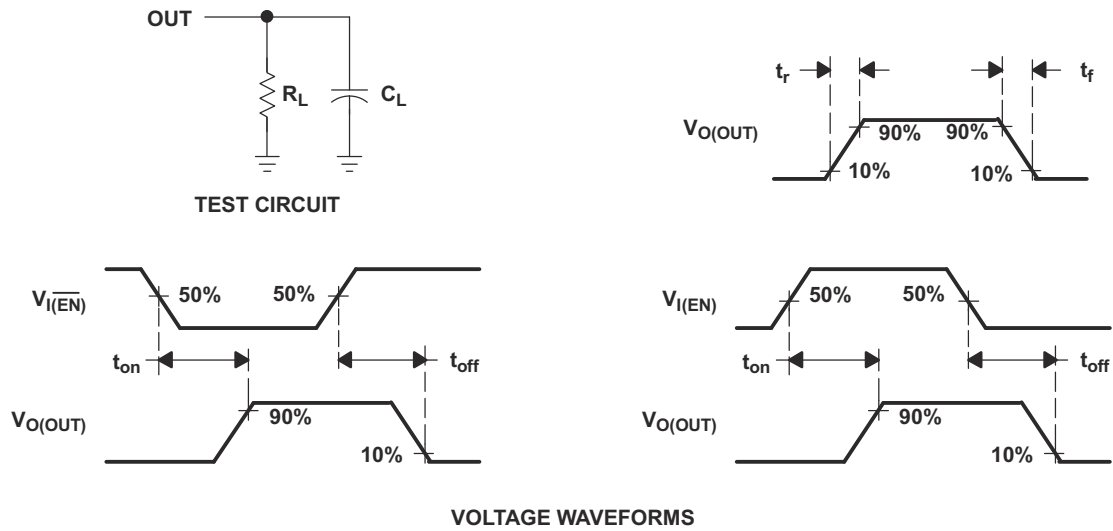 OUT
R_L
C_L
TEST CIRCUIT
t_r
t_f
V_O(OUT)
90%
90%
10%
10%
V_I(E̅N̅)
50%
50%
t_on
t_off
V_O(OUT)
90%
10%
V_I(EN)
50%
50%
t_on
t_off
V_O(OUT)
90%
10%
VOLTAGE WAVEFORMS